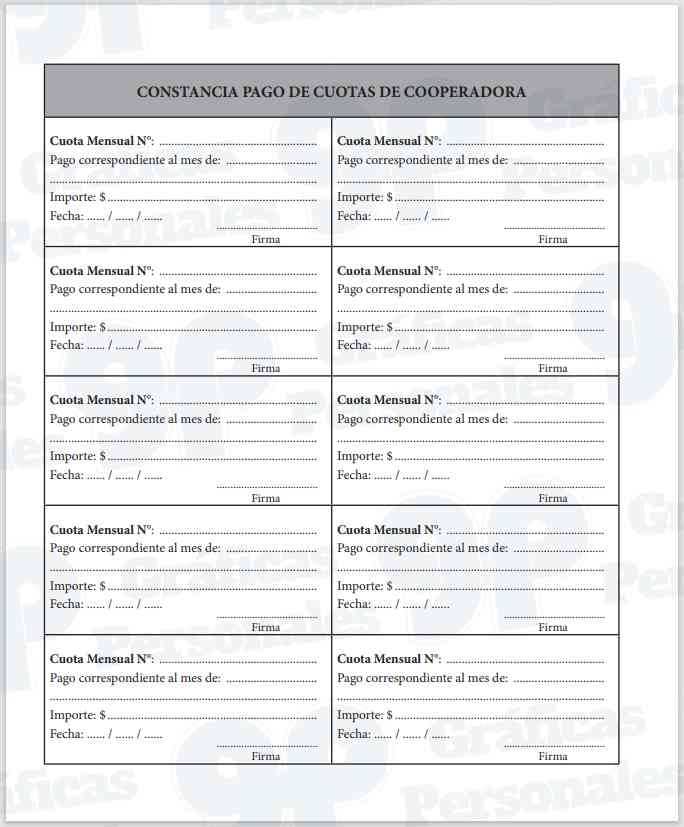 CONSTANCIA PAGO DE CUOTAS DE COOPERADORA
Cuota Mensual N°: ................................................
Pago correspondiente al mes de: ............................
................................................................................
Importe: $ ...............................................................
Fecha: ...... / ...... / ......
...............................
Firma
Cuota Mensual N°: ................................................
Pago correspondiente al mes de: ............................
................................................................................
Importe: $ ...............................................................
Fecha: ...... / ...... / ......
...............................
Firma
Cuota Mensual N°: ................................................
Pago correspondiente al mes de: ............................
................................................................................
Importe: $ ...............................................................
Fecha: ...... / ...... / ......
...............................
Firma
Cuota Mensual N°: ................................................
Pago correspondiente al mes de: ............................
................................................................................
Importe: $ ...............................................................
Fecha: ...... / ...... / ......
...............................
Firma
Cuota Mensual N°: ................................................
Pago correspondiente al mes de: ............................
................................................................................
Importe: $ ...............................................................
Fecha: ...... / ...... / ......
...............................
Firma
Cuota Mensual N°: ................................................
Pago correspondiente al mes de: ............................
................................................................................
Importe: $ ...............................................................
Fecha: ...... / ...... / ......
...............................
Firma
Cuota Mensual N°: ................................................
Pago correspondiente al mes de: ............................
................................................................................
Importe: $ ...............................................................
Fecha: ...... / ...... / ......
...............................
Firma
Cuota Mensual N°: ................................................
Pago correspondiente al mes de: ............................
................................................................................
Importe: $ ...............................................................
Fecha: ...... / ...... / ......
...............................
Firma
Cuota Mensual N°: ................................................
Pago correspondiente al mes de: ............................
................................................................................
Importe: $ ...............................................................
Fecha: ...... / ...... / ......
...............................
Firma
Cuota Mensual N°: ................................................
Pago correspondiente al mes de: ............................
................................................................................
Importe: $ ...............................................................
Fecha: ...... / ...... / ......
...............................
Firma
gp
Gráficas
Personales